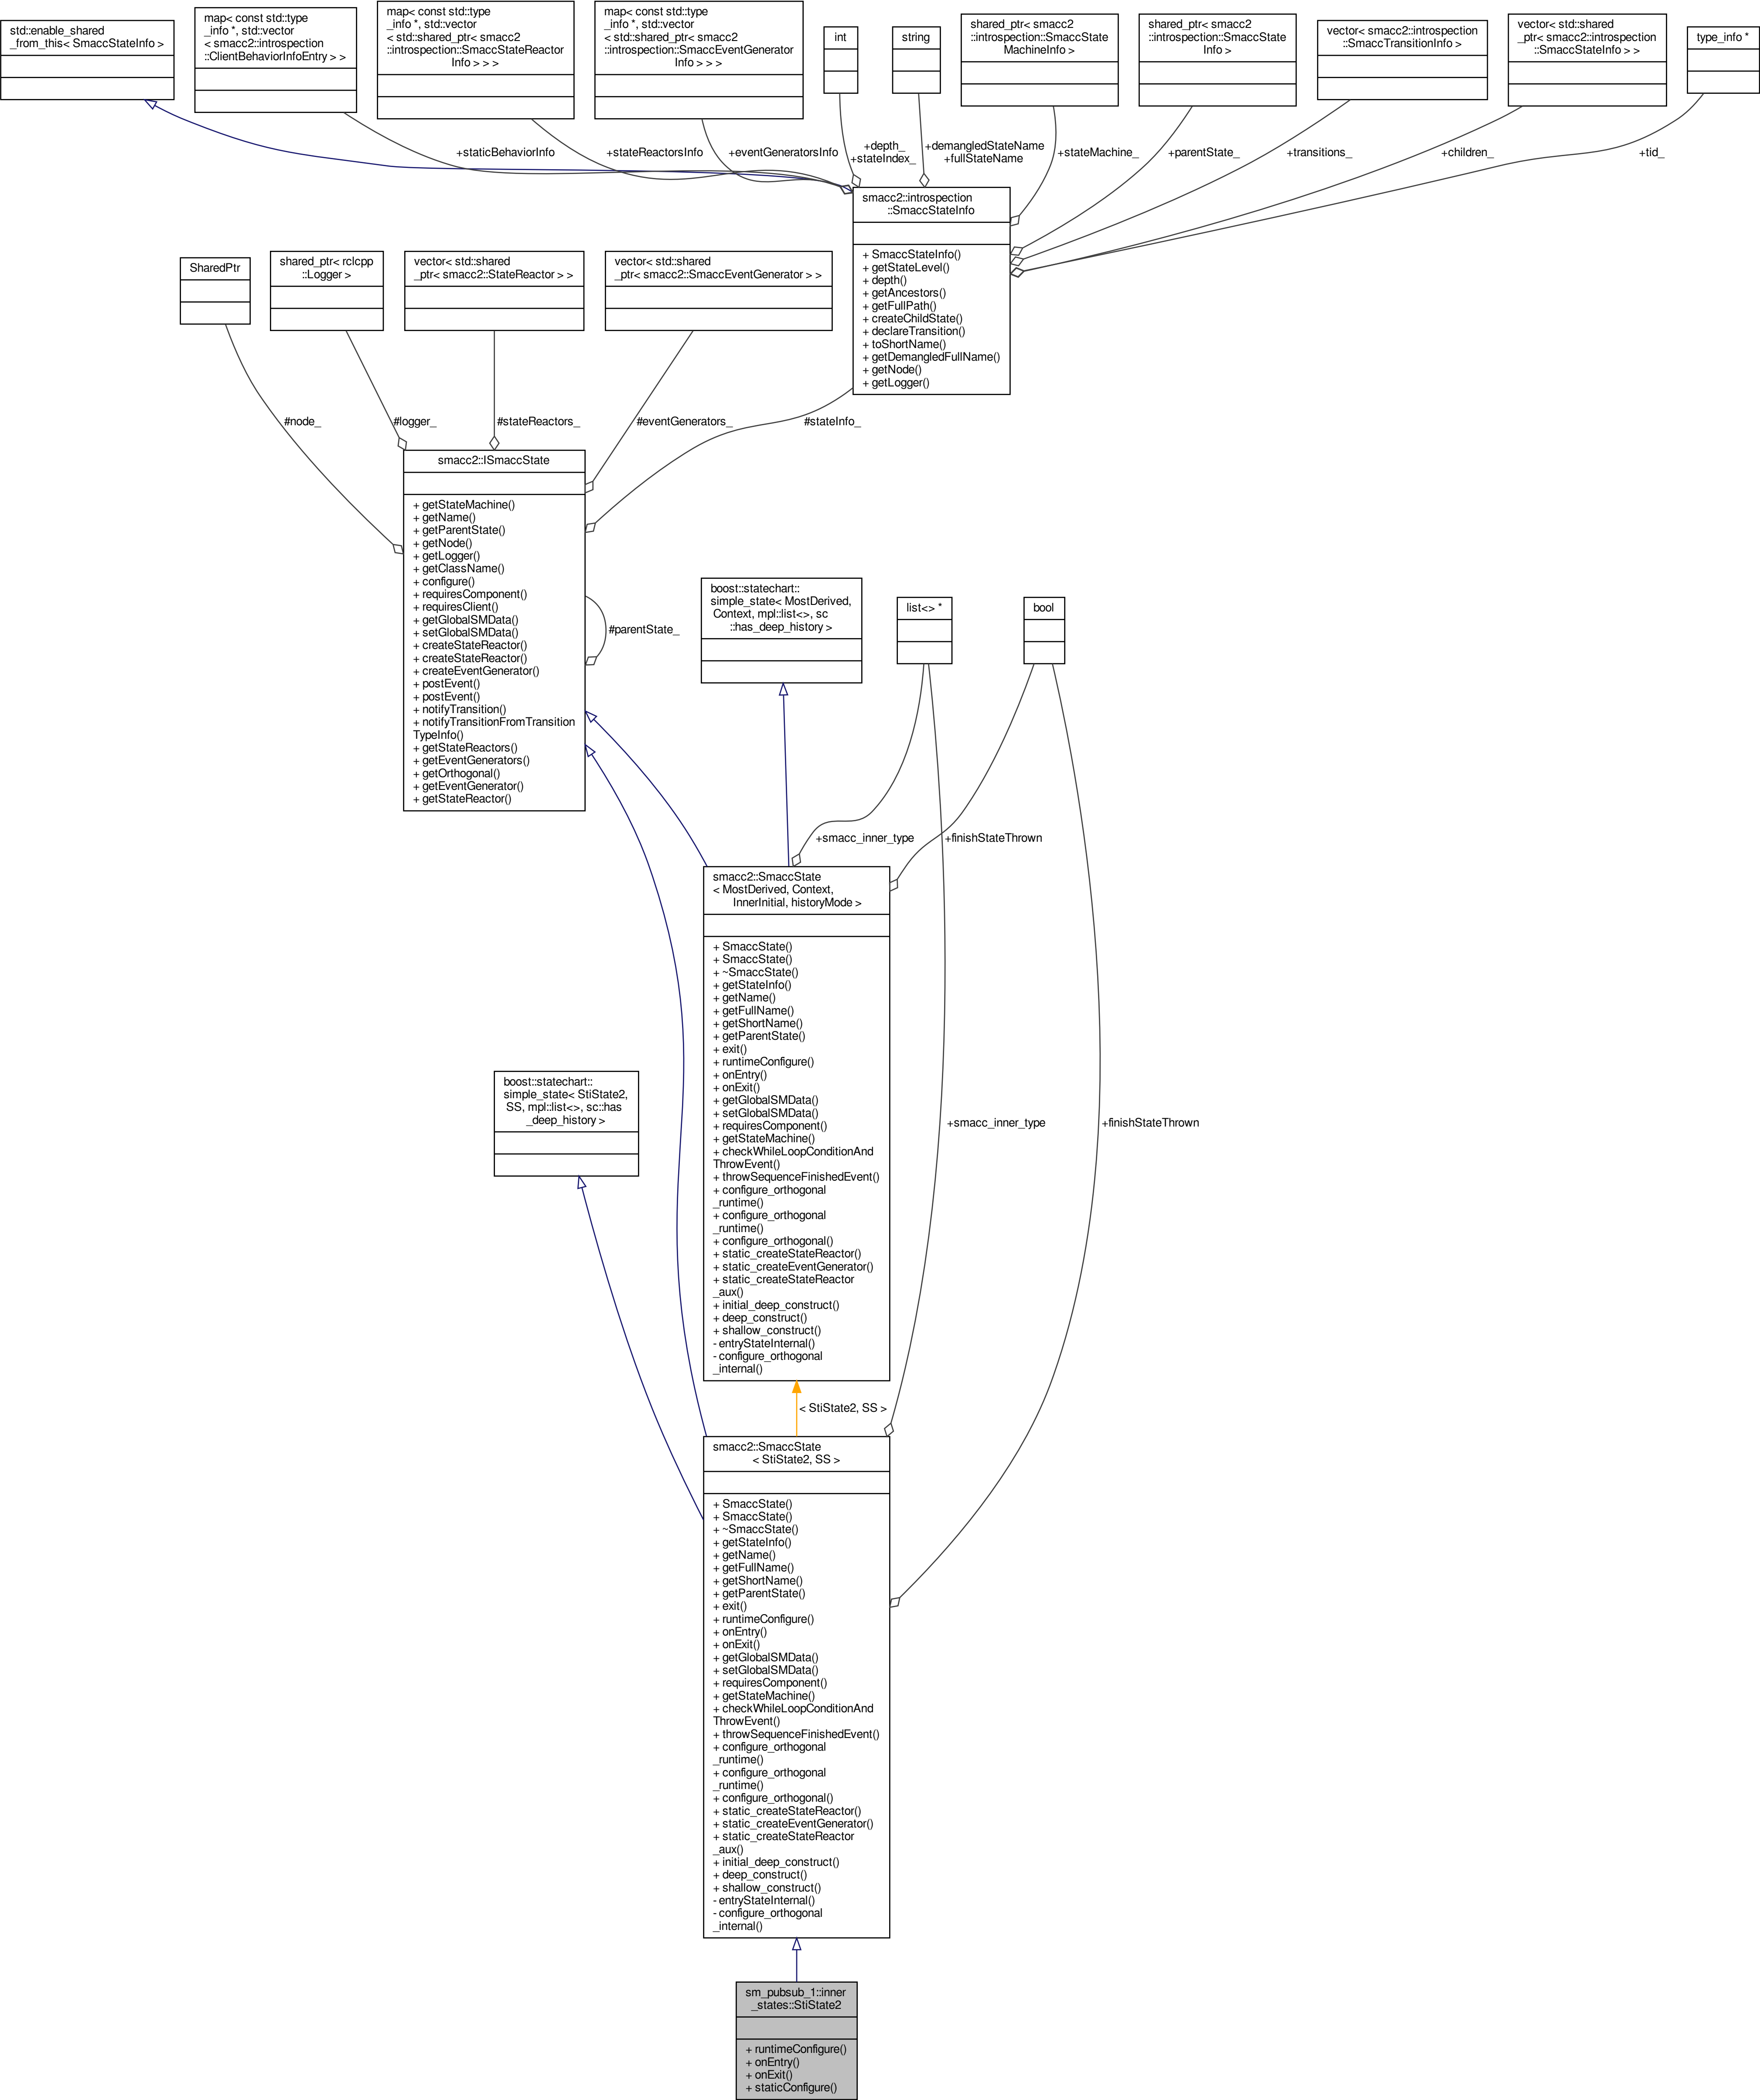 std::enable_shared
_from_this< SmaccStateInfo >
map< const std::type
_info *, std::vector
< smacc2::introspection
::ClientBehaviorInfoEntry > >
map< const std::type
_info *, std::vector
< std::shared_ptr< smacc2
::introspection::SmaccStateReactor
Info > > >
map< const std::type
_info *, std::vector
< std::shared_ptr< smacc2
::introspection::SmaccEventGenerator
Info > > >
int
string
shared_ptr< smacc2
::introspection::SmaccState
MachineInfo >
shared_ptr< smacc2
::introspection::SmaccState
Info >
vector< smacc2::introspection
::SmaccTransitionInfo >
vector< std::shared
_ptr< smacc2::introspection
::SmaccStateInfo > >
type_info *
+staticBehaviorInfo
+stateReactorsInfo
+eventGeneratorsInfo
+depth_
+stateIndex_
+demangledStateName
+fullStateName
+stateMachine_
+parentState_
+transitions_
+children_
+tid_
smacc2::introspection
::SmaccStateInfo
+ SmaccStateInfo()
+ getStateLevel()
+ depth()
+ getAncestors()
+ getFullPath()
+ createChildState()
+ declareTransition()
+ toShortName()
+ getDemangledFullName()
+ getNode()
+ getLogger()
SharedPtr
shared_ptr< rclcpp
::Logger >
vector< std::shared
_ptr< smacc2::StateReactor > >
vector< std::shared
_ptr< smacc2::SmaccEventGenerator > >
#node_
#logger_
#stateReactors_
#eventGenerators_
#stateInfo_
smacc2::ISmaccState
+ getStateMachine()
+ getName()
+ getParentState()
+ getNode()
+ getLogger()
+ getClassName()
+ configure()
+ requiresComponent()
+ requiresClient()
+ getGlobalSMData()
+ setGlobalSMData()
+ createStateReactor()
+ createStateReactor()
+ createEventGenerator()
+ postEvent()
+ postEvent()
+ notifyTransition()
+ notifyTransitionFromTransition
TypeInfo()
+ getStateReactors()
+ getEventGenerators()
+ getOrthogonal()
+ getEventGenerator()
+ getStateReactor()
#parentState_
boost::statechart::
simple_state< MostDerived,
Context, mpl::list<>, sc
::has_deep_history >
list<> *
bool
+smacc_inner_type
+finishStateThrown
smacc2::SmaccState
< MostDerived, Context,
InnerInitial, historyMode >
+ SmaccState()
+ SmaccState()
+ ~SmaccState()
+ getStateInfo()
+ getName()
+ getFullName()
+ getShortName()
+ getParentState()
+ exit()
+ runtimeConfigure()
+ onEntry()
+ onExit()
+ getGlobalSMData()
+ setGlobalSMData()
+ requiresComponent()
+ getStateMachine()
+ checkWhileLoopConditionAnd
ThrowEvent()
+ throwSequenceFinishedEvent()
+ configure_orthogonal
_runtime()
+ configure_orthogonal
_runtime()
+ configure_orthogonal()
+ static_createStateReactor()
+ static_createEventGenerator()
+ static_createStateReactor
_aux()
+ initial_deep_construct()
+ deep_construct()
+ shallow_construct()
- entryStateInternal()
- configure_orthogonal
_internal()
boost::statechart::
simple_state< StiState2,
SS, mpl::list<>, sc::has
_deep_history >
+smacc_inner_type
+finishStateThrown
< StiState2, SS >
smacc2::SmaccState
< StiState2, SS >
+ SmaccState()
+ SmaccState()
+ ~SmaccState()
+ getStateInfo()
+ getName()
+ getFullName()
+ getShortName()
+ getParentState()
+ exit()
+ runtimeConfigure()
+ onEntry()
+ onExit()
+ getGlobalSMData()
+ setGlobalSMData()
+ requiresComponent()
+ getStateMachine()
+ checkWhileLoopConditionAnd
ThrowEvent()
+ throwSequenceFinishedEvent()
+ configure_orthogonal
_runtime()
+ configure_orthogonal
_runtime()
+ configure_orthogonal()
+ static_createStateReactor()
+ static_createEventGenerator()
+ static_createStateReactor
_aux()
+ initial_deep_construct()
+ deep_construct()
+ shallow_construct()
- entryStateInternal()
- configure_orthogonal
_internal()
sm_pubsub_1::inner
_states::StiState2
+ runtimeConfigure()
+ onEntry()
+ onExit()
+ staticConfigure()